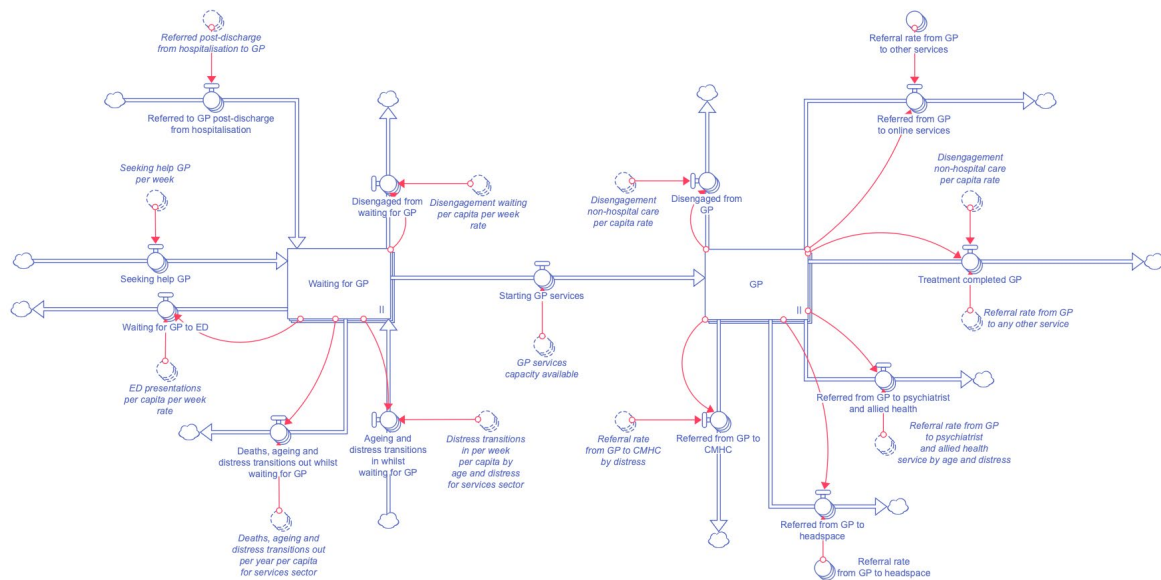 Referred post-discharge
from hospitalisation to GP
Referral rate from GP
to other services
Referred to GP post-discharge
from hospitalisation
Referred from GP
to online services
Seeking help GP
per week
Disengaged from
waiting for GP
Disengagement waiting
per capita per week
rate
Disengagement
non-hospital care
per capita rate
Disengaged from
GP
Disengagement
non-hospital care
per capita rate
Seeking help GP
Waiting for GP
II
Starting GP services
GP
II
Treatment completed GP
Waiting for GP to ED
GP services
capacity available
Referral rate from GP
to any other service
ED presentations
per capita per week
rate
Referred from GP to psychiatrist
and allied health
Deaths, ageing and
distress transitions out whilst
waiting for GP
Ageing and
distress transitions
in whilst
waiting for GP
Distress transitions
in per week
per capita by
age and distress
for services sector
Referral rate
from GP to CMHC
by distress
Referred from GP to
CMHC
Referral rate from GP
to psychiatrist
and allied health
service by age and distress
Deaths, ageing and
distress transitions out
per year per capita
for services sector
Referred from GP to
headspace
Referral rate
from GP to headspace